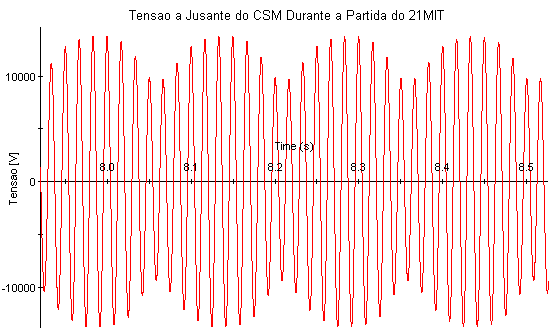 Tensao a Jusante do CSM Durante a Partida do 21MIT
10000
Time (s)
8.0 8.1 8.2 8.3 8.4 8.5
0
-10000
Tensao [V]